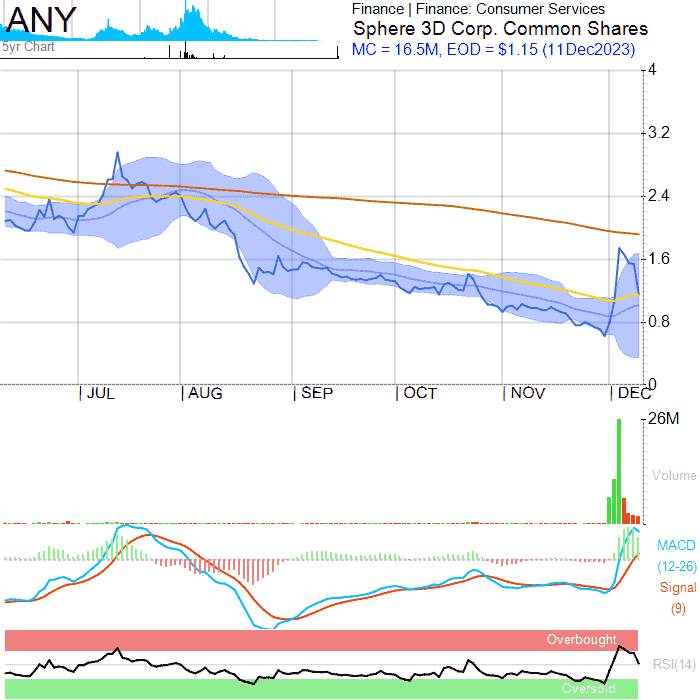 ANY
5yr Chart
Finance | Finance: Consumer Services
Sphere 3D Corp. Common Shares
MC = 16.5M, EOD = $1.15 (11Dec2023)
4
3.2
2.4
1.6
0.8
0
| JUL | AUG | SEP | OCT | NOV | DEC
26M
Volume
MACD
(12-26)
Signal
(9)
Overbought
RSI(14)
Oversold